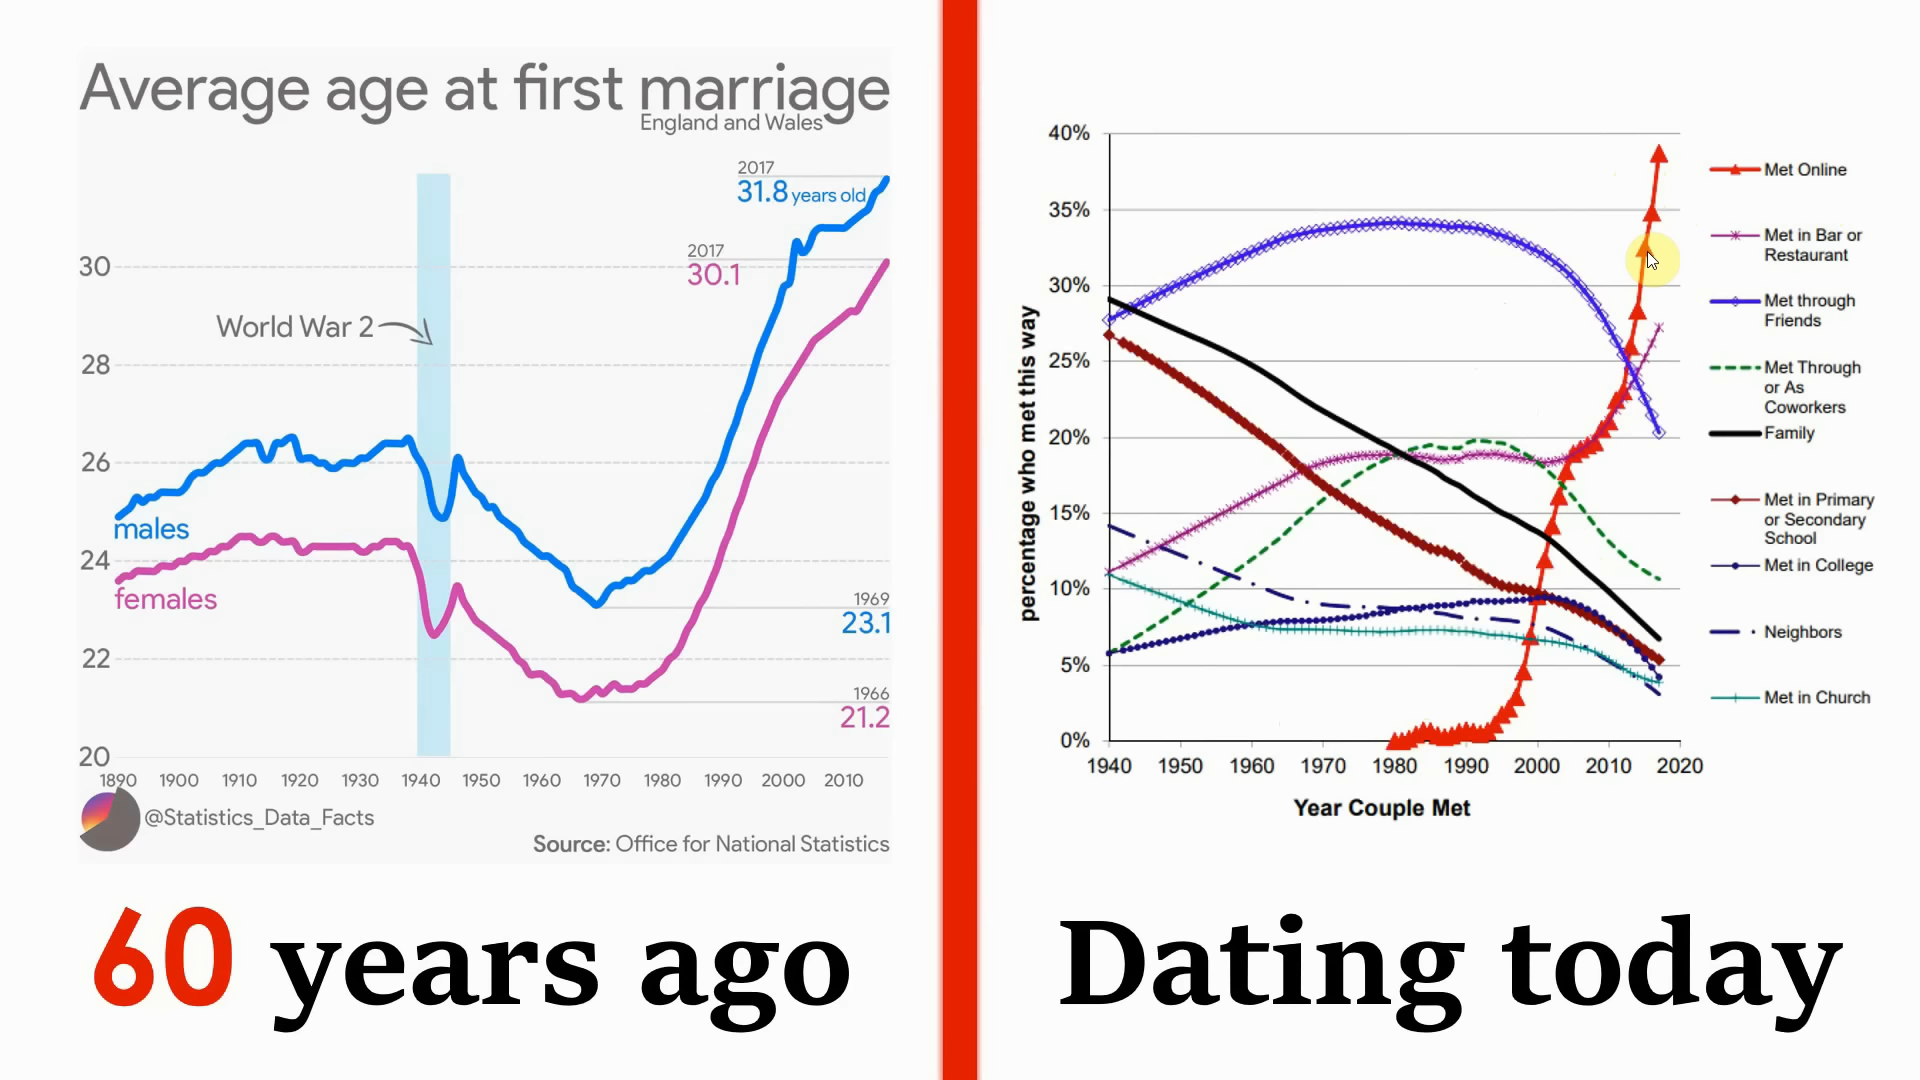 Average age at first marriage
England and Wales
2017
31.8 years old
2017
30.1
30
World War 2
28
26
males
24
females
1969
23.1
22
1966
21.2
20
1890 1900 1910 1920 1930 1940 1950 1960 1970 1980 1990 2000 2010
@Statistics_Data_Facts
Source: Office for National Statistics
60 years ago
40%
35%
30%
25%
20%
15%
10%
5%
0%
percentage who met this way
1940 1950 1960 1970 1980 1990 2000 2010 2020
Year Couple Met
Met Online
Met in Bar or
Restaurant
Met through
Friends
Met Through
or As
Coworkers
Family
Met in Primary
or Secondary
School
Met in College
Neighbors
Met in Church
Dating today